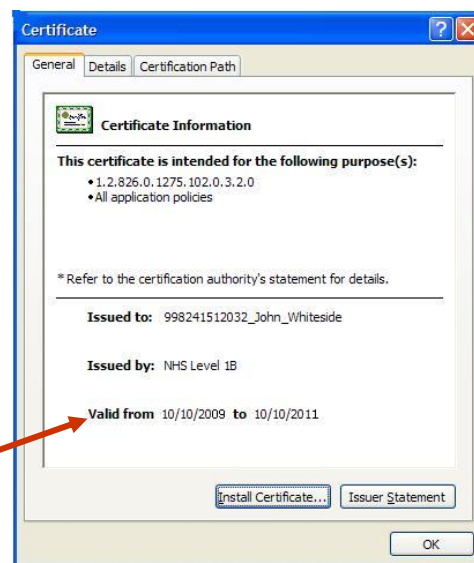 Certificate
General Details Certification Path
Certificate Information
This certificate is intended for the following purpose(s):
•1.2.826.0.1275.102.0.3.2.0
•All application policies
* Refer to the certification authority's statement for details.
Issued to: 998241512032_John_Whiteside
Issued by: NHS Level 1B
Valid from 10/10/2009 to 10/10/2011
Install Certificate... Issuer Statement
OK